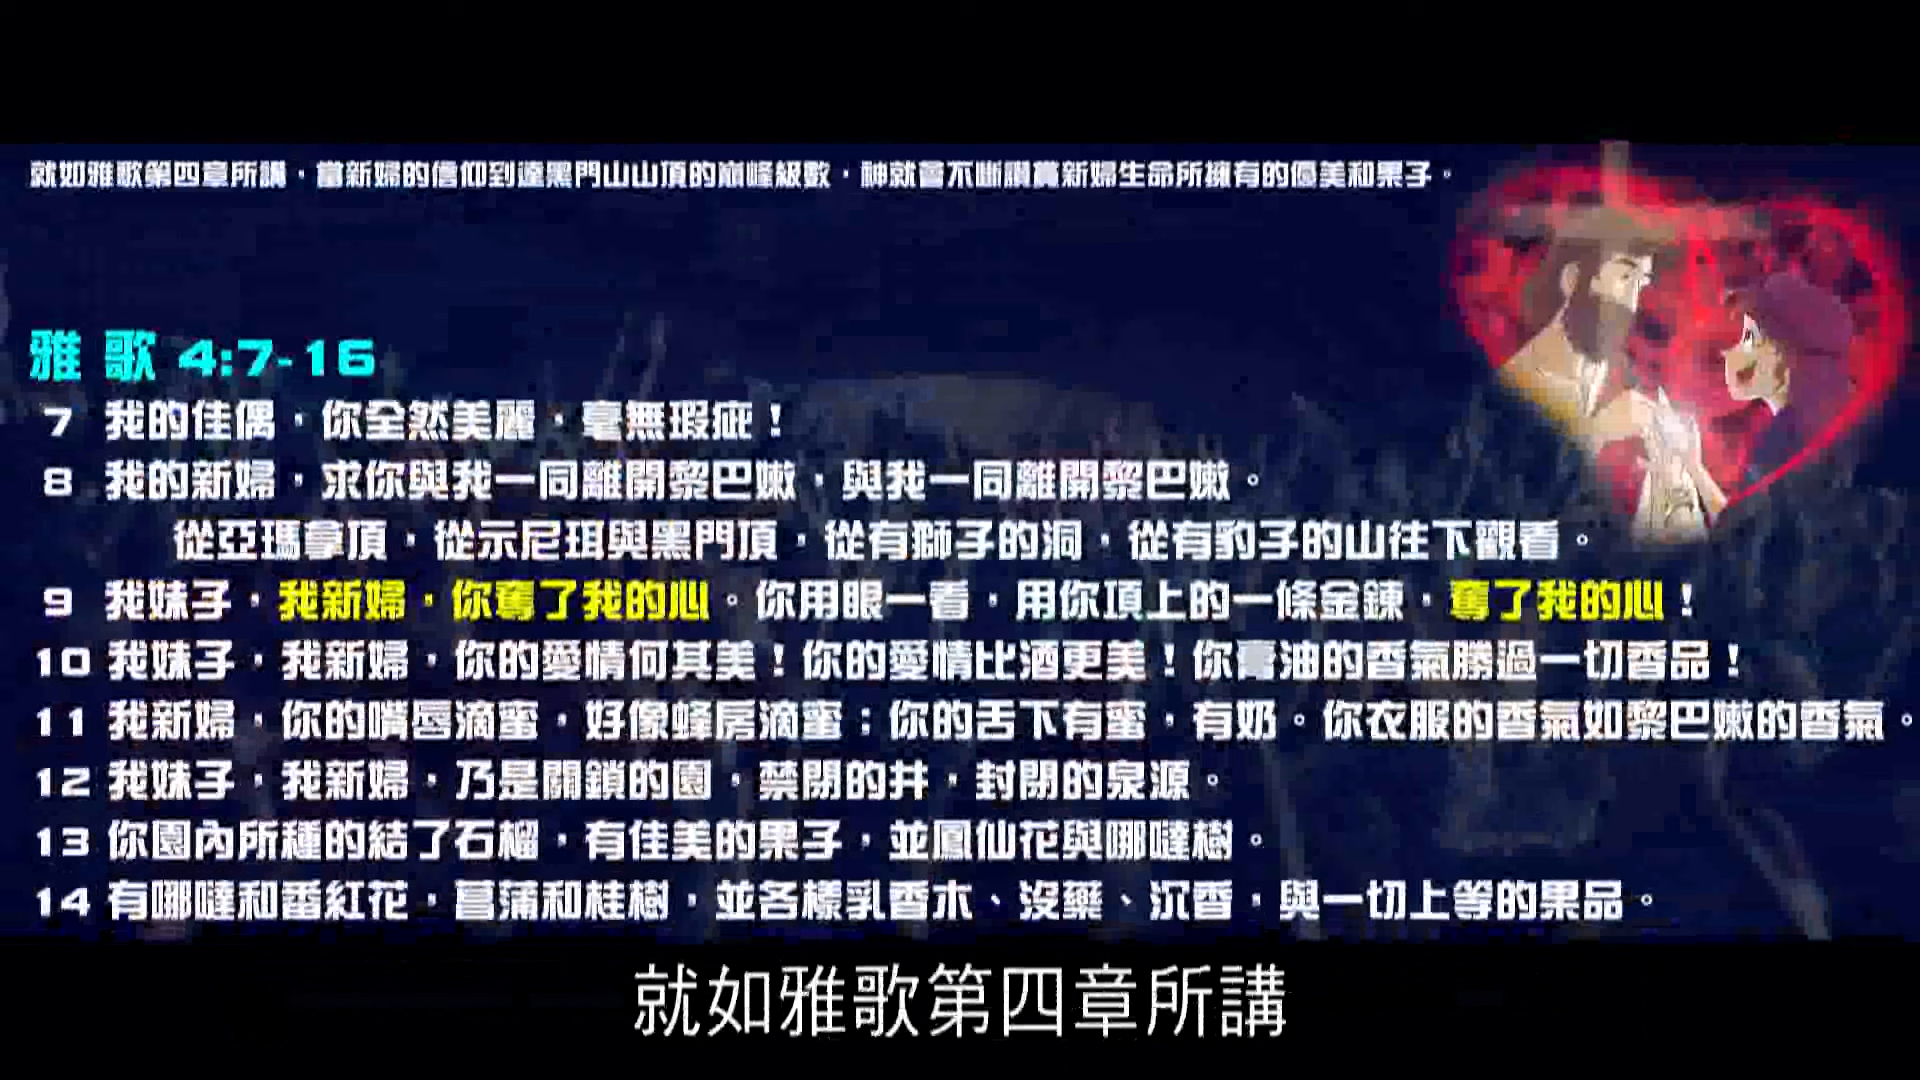 就如雅歌第四章所講，當新婦的信仰到達黑門山山頂的巔峰級數，神就會不斷讚賞新婦生命所擁有的優美和果子。
雅歌 4:7-16
7 我的佳偶，你全然美麗，毫無瑕疵！
8 我的新婦，求你與我一同離開黎巴嫩，與我一同離開黎巴嫩。
從亞瑪拿頂，從示尼珥與黑門頂，從有獅子的洞，從有豹子的山往下觀看。
9 我妹子，我新婦，你奪了我的心。你用眼一看，用你項上的一條金鍊，奪了我的心！
10 我妹子，我新婦，你的愛情何其美！你的愛情比酒更美！你膏油的香氣勝過一切香品！
11 我新婦，你的嘴唇滴蜜，好像蜂房滴蜜；你的舌下有蜜，有奶。你衣服的香氣如黎巴嫩的香氣。
12 我妹子，我新婦，乃是關鎖的園，禁閉的井，封閉的泉源。
13 你園內所種的結了石榴，有佳美的果子，並鳳仙花與哪噠樹。
14 有哪噠和番紅花，菖蒲和桂樹，並各樣乳香木、沒藥、沉香，與一切上等的果品。
就如雅歌第四章所講